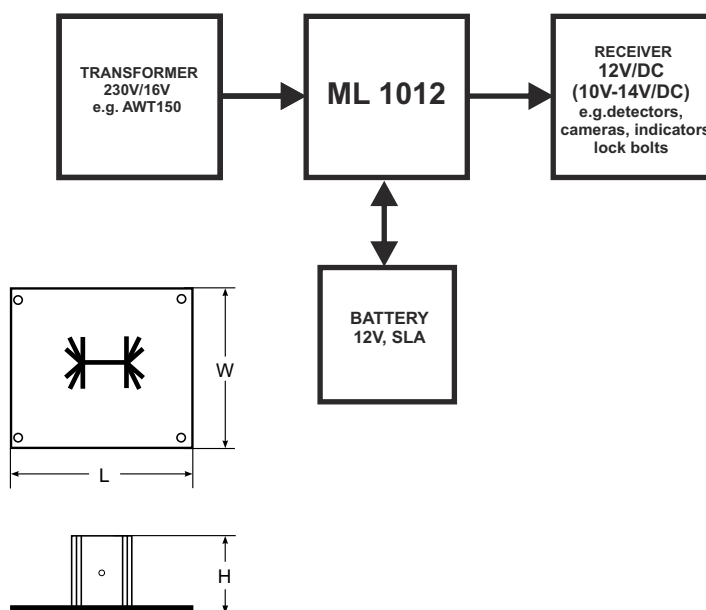 TRANSFORMER
230V/16V
e.g. AWT150
ML 1012
RECEIVER
12V/DC
(10V-14V/DC)
e.g.detectors,
cameras, indicators
lock bolts
BATTERY
12V, SLA
W
L
H